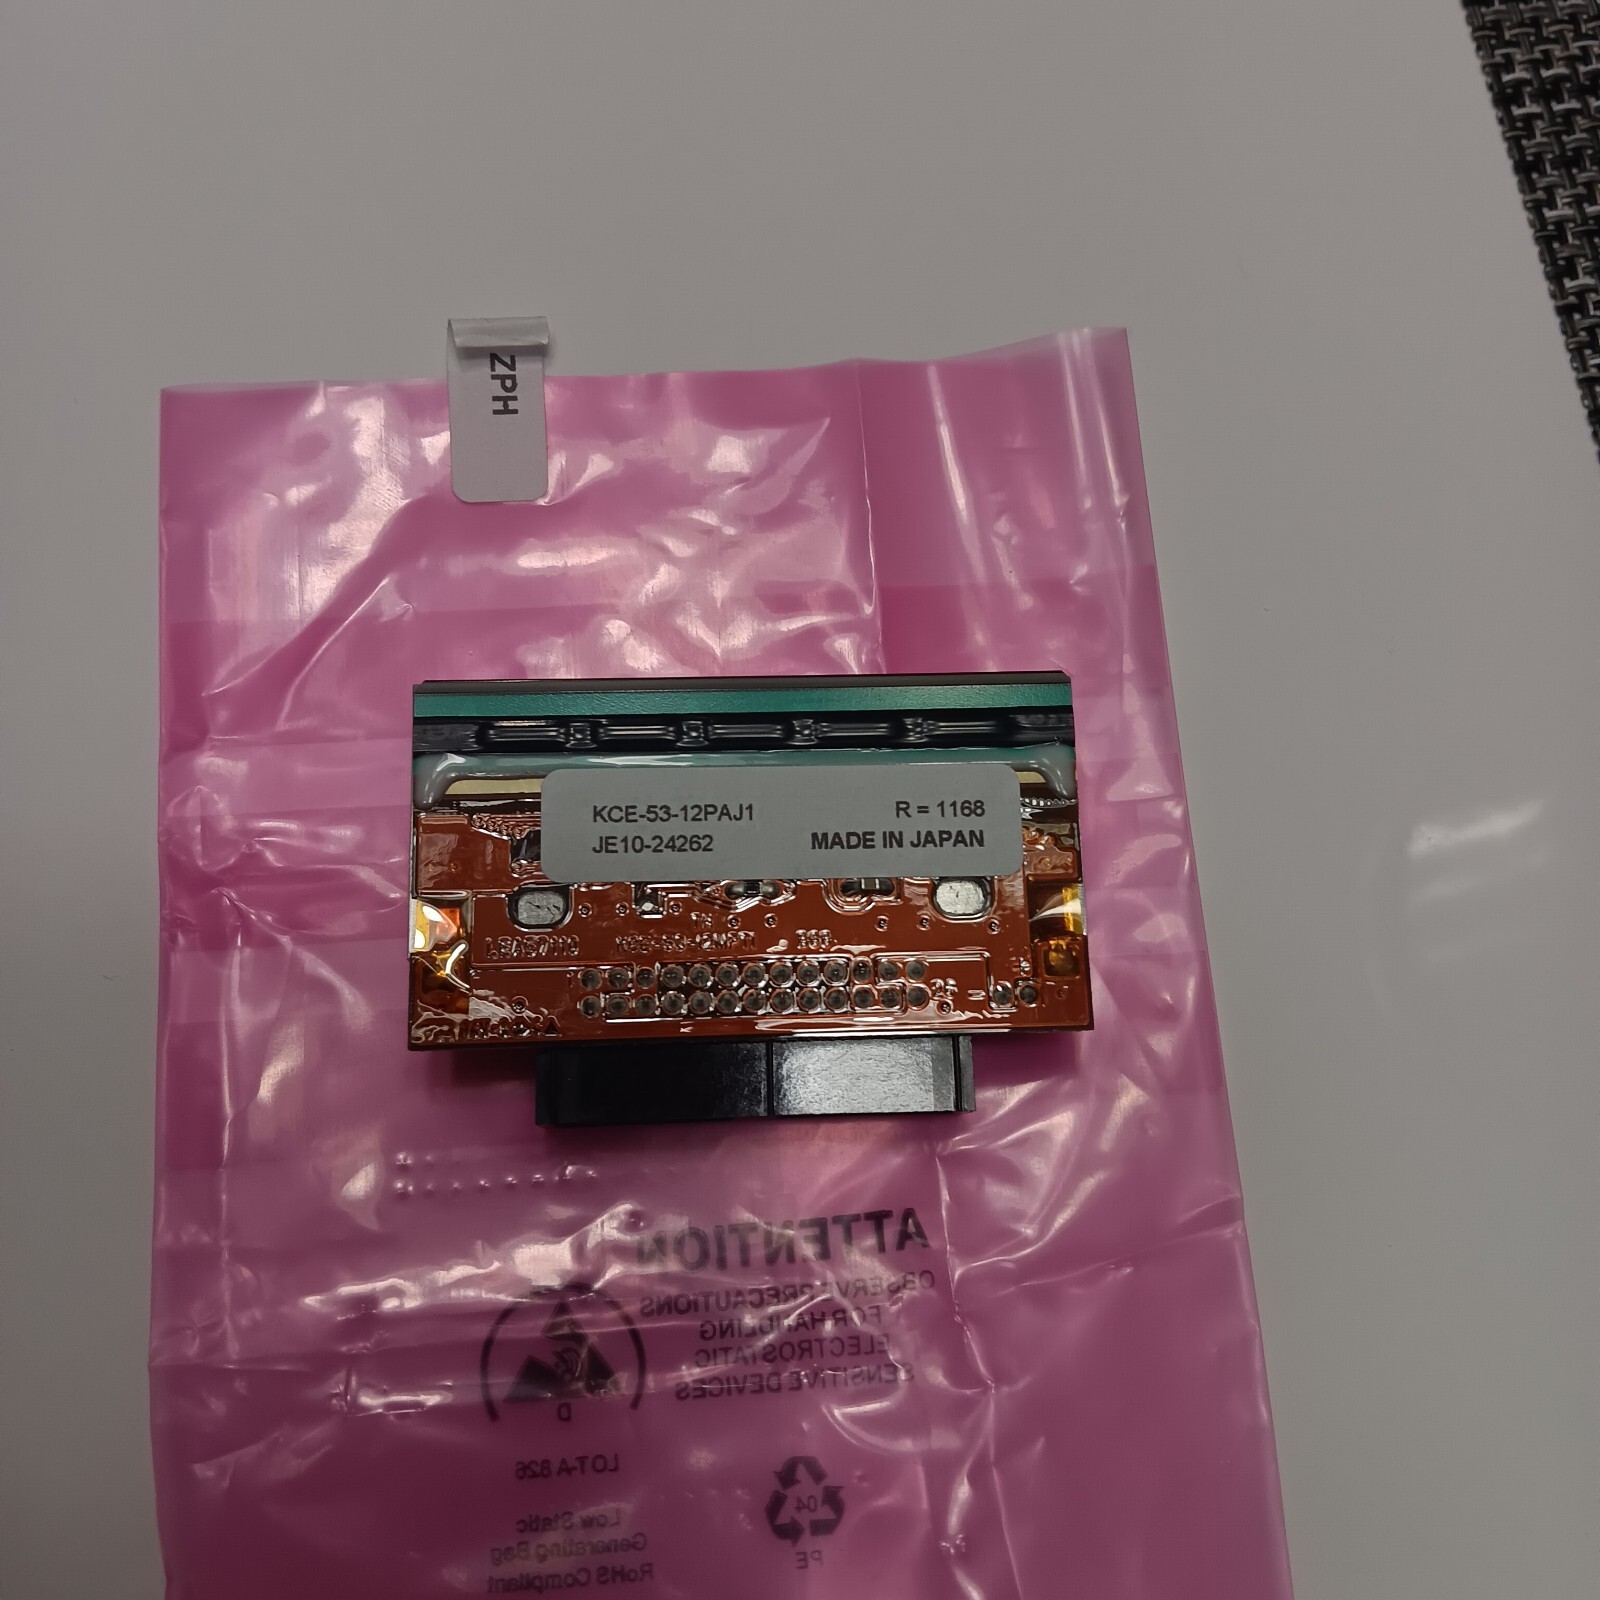 ZPH
KCE-53-12PAJ1 R = 1168
JE10-24262 MADE IN JAPAN
ATTENTION
OBSERVE PRECAUTIONS
FOR HANDLING
ELECTROSTATIC
SENSITIVE DEVICES
D
LOT-A 826
04
PE
Low Static
Generating Bag
RoHS Compliant